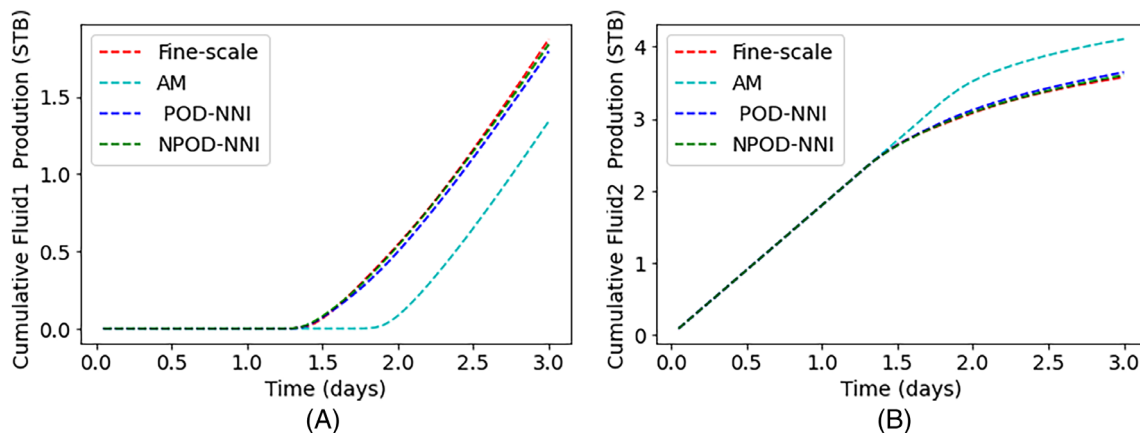 Cumulative Fluid1 Prodution (STB)
1.5
1.0
0.5
0.0
Fine-scale
AM
POD-NNI
NPOD-NNI
0.0 0.5 1.0 1.5 2.0 2.5 3.0
Time (days)
(A)
Cumulative Fluid2 Prodution (STB)
4
3
2
1
0
Fine-scale
AM
POD-NNI
NPOD-NNI
0.0 0.5 1.0 1.5 2.0 2.5 3.0
Time (days)
(B)